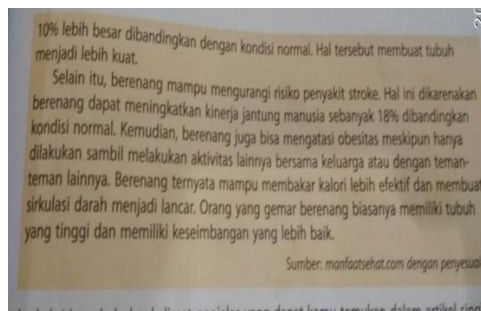 10% lebih besar dibandingkan dengan kondisi normal. Hal tersebut membuat tubuh
menjadi lebih kuat.
Selain itu, berenang mampu mengurangi risiko penyakit stroke. Hal ini dikarenakan
berenang dapat meningkatkan kinerja jantung manusia sebanyak 18% dibandingkan
kondisi normal. Kemudian, berenang juga bisa mengatasi obesitas meskipun hanya
dilakukan sambil melakukan aktivitas lainnya bersama keluarga atau dengan teman-
teman lainnya. Berenang ternyata mampu membakar kalori lebih efektif dan membuat
sirkulasi darah menjadi lancar. Orang yang gemar berenang biasanya memiliki tubuh
yang tinggi dan memiliki keseimbangan yang lebih baik.
Sumber: manfaatsehat.com dengan penyesuai